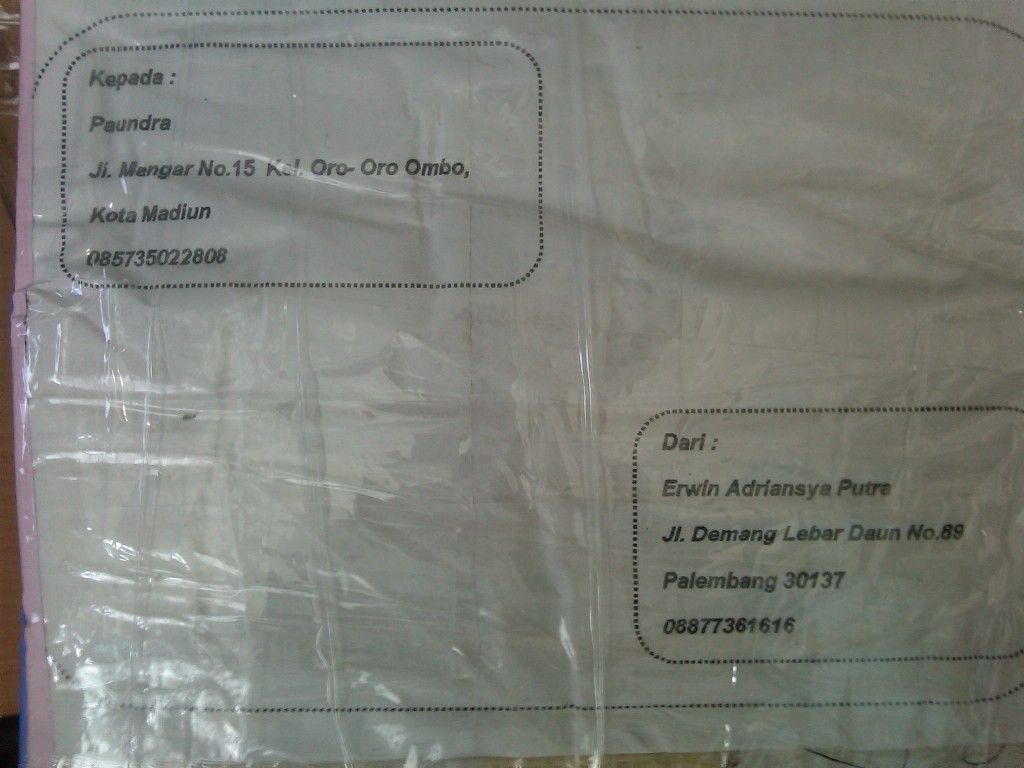 Kepada :
Paundra
Jl. Mangar No.15 Kel. Oro- Oro Ombo,
Kota Madiun
085735022808
Dari :
Erwin Adriansya Putra
Jl. Demang Lebar Daun No.89
Palembang 30137
08877361616